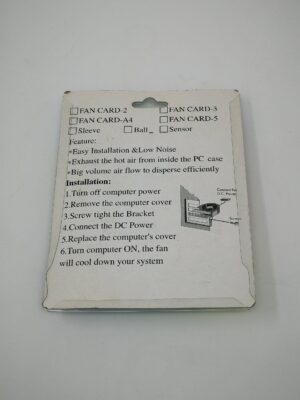 FAN CARD-2 FAN CARD-3
FAN CARD-A4 FAN CARD-5
Sleeve Ball Sensor
Feature:
*Easy Installation &Low Noise
*Exhaust the hot air from inside the PC case
*Big volume air flow to disperse efficiently
Installation:
1.Turn off computer power
2.Remove the computer cover
3.Screw tight the Bracket
4.Connect the DC Power
5.Replace the computer's cover
6.Turn computer ON, the fan
will cool down your system
D.C. Power